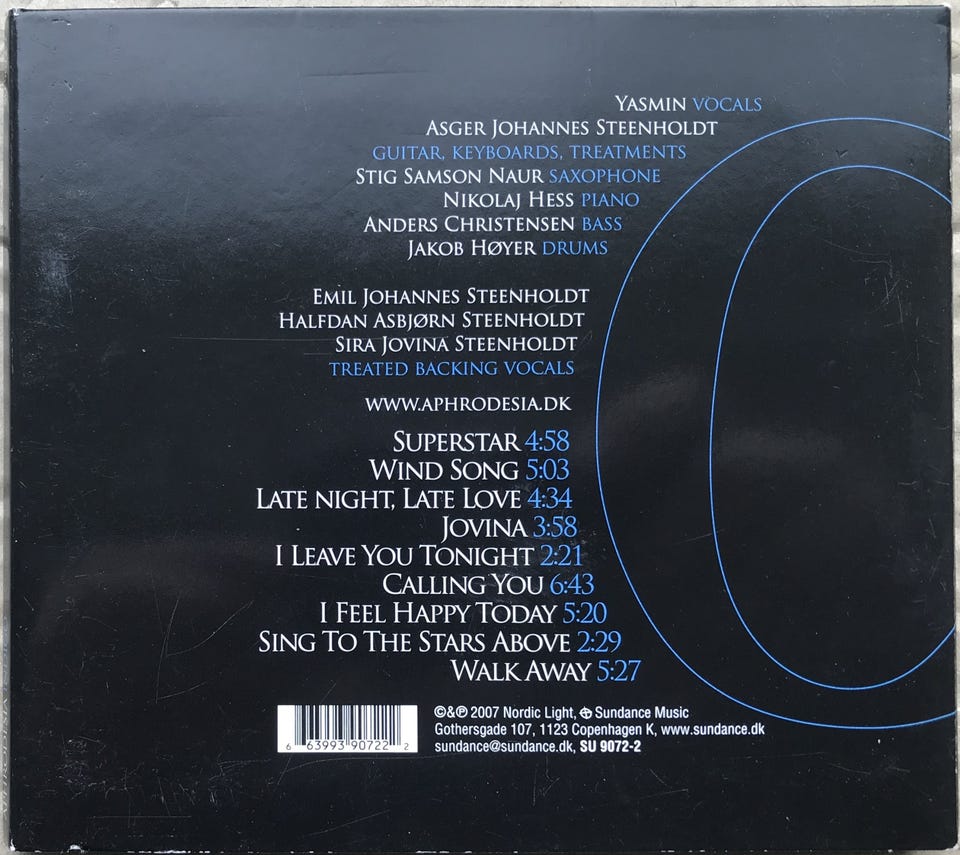 Yasmin vocals
Asger Johannes Steenholdt
guitar, keyboards, treatments
Stig Samson Naur saxophone
Nikolaj Hess piano
Anders Christensen bass
Jakob Høyer drums
Emil Johannes Steenholdt
Halfdan Asbjørn Steenholdt
Sira Jovina Steenholdt
treated backing vocals
www.aphrodesia.dk
Superstar 4:58
Wind Song 5:03
Late night, Late Love 4:34
Jovina 3:58
I Leave You Tonight 2:21
Calling You 6:43
I Feel Happy Today 5:20
Sing To The Stars Above 2:29
Walk Away 5:27
©&℗ 2007 Nordic Light, Sundance Music
Gothersgade 107, 1123 Copenhagen K, www.sundance.dk
sundance@sundance.dk, SU 9072-2
6 63993 90722 2